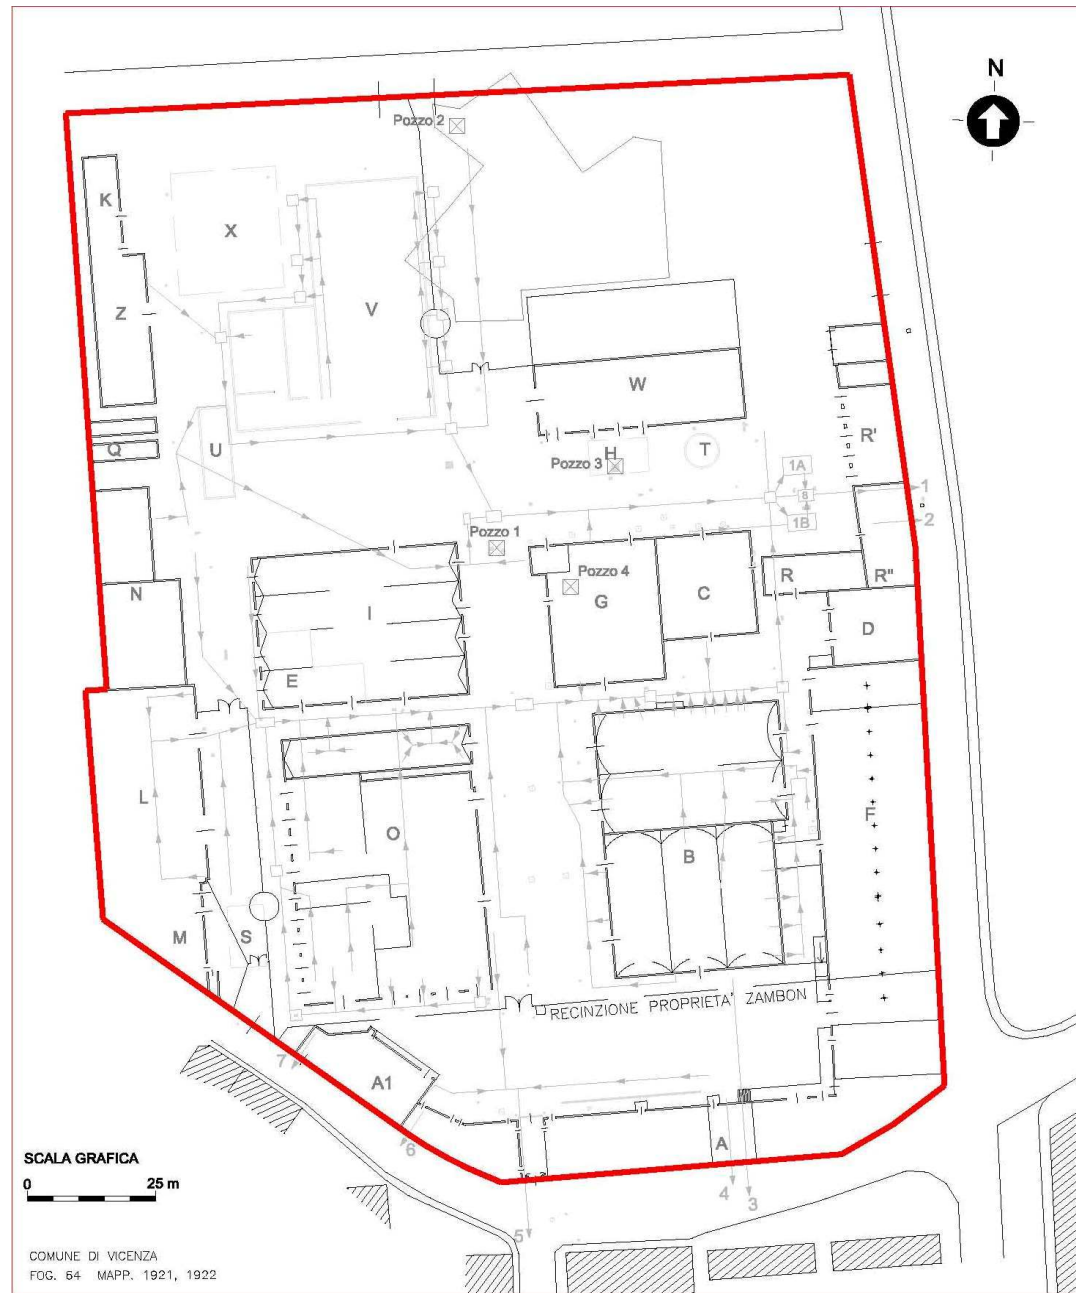 N
Pozzo 2
K
X
Z
V
W
R'
Q
U
H
T
Pozzo 3
1A
8
1
1B
2
Pozzo 1
Pozzo 4
N
I
G
C
R
R"
D
E
L
O
F
B
M
S
RECINZIONE PROPRIETA' ZAMBON
7
A1
6
A
4
3
5
SCALA GRAFICA
0 25 m
COMUNE DI VICENZA
FOG. 64 MAPP. 1921, 1922